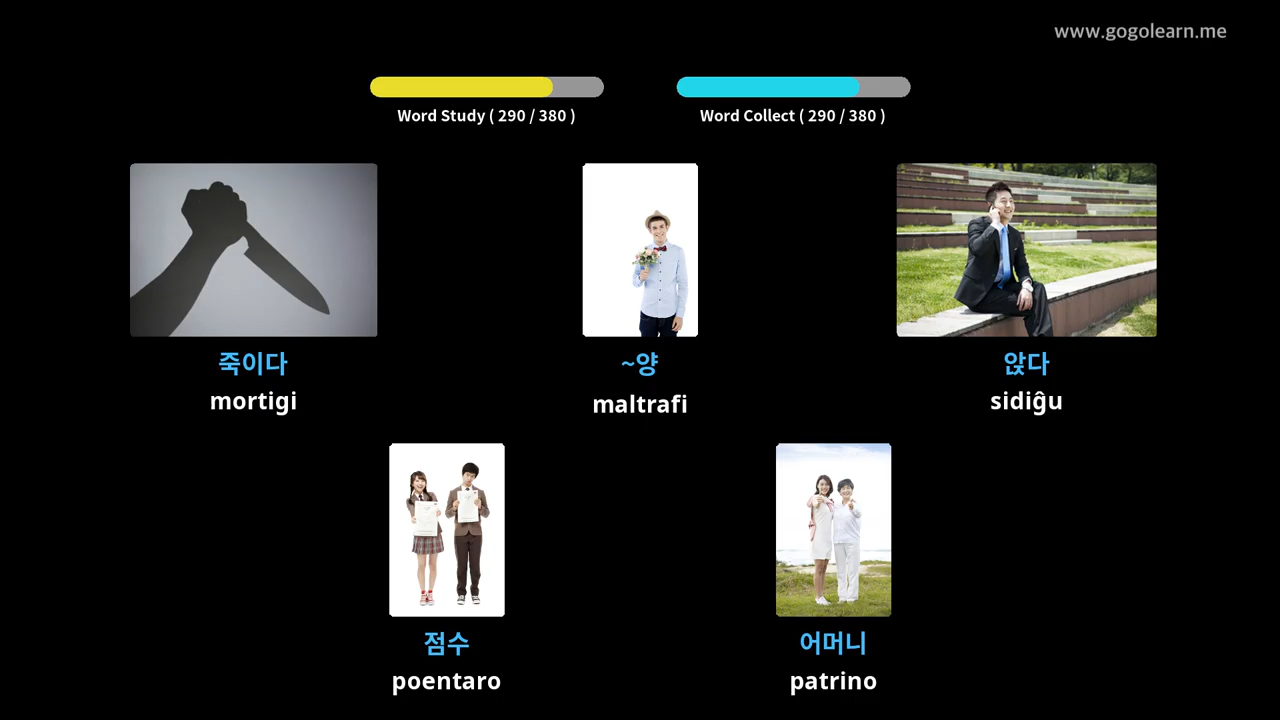 www.gogolearn.me
Word Study ( 290 / 380 )
Word Collect ( 290 / 380 )
죽이다
mortigi
~양
maltrafi
앉다
sidiĝu
점수
poentaro
어머니
patrino